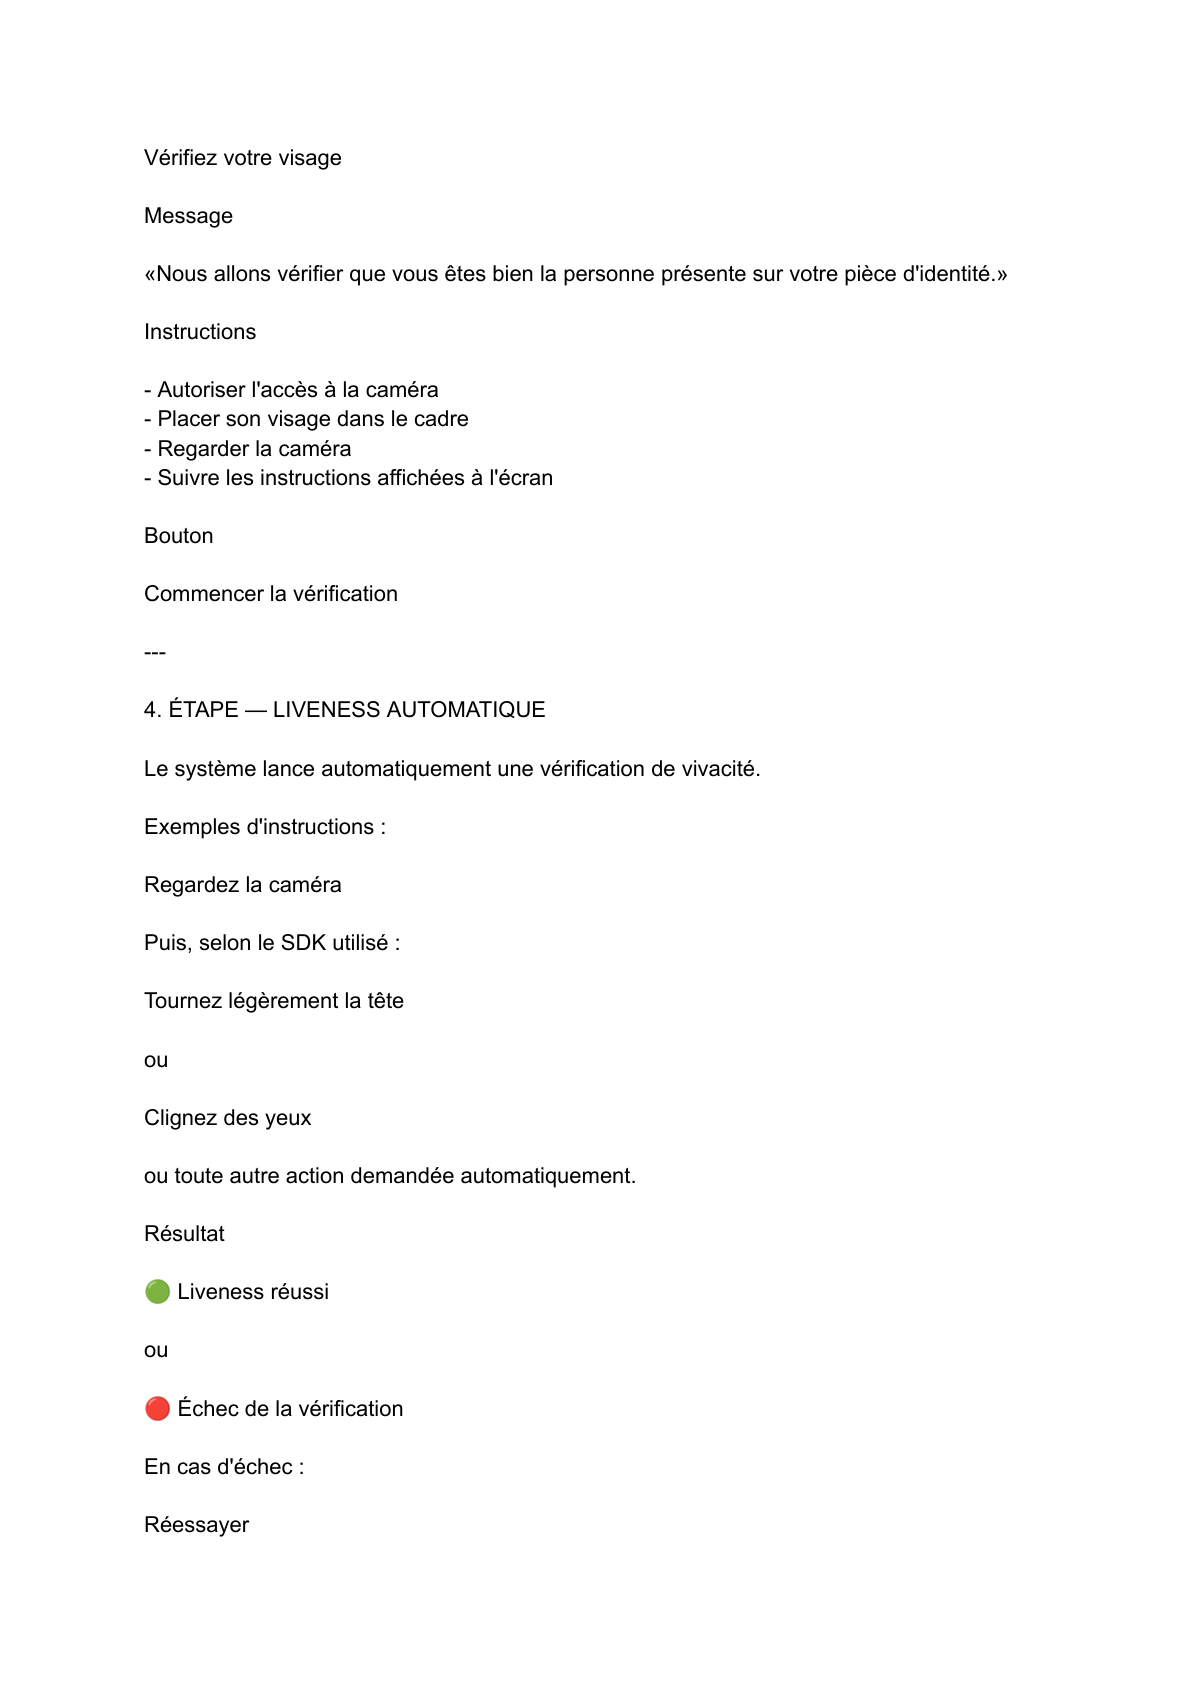 Vérifiez votre visage
Message
«Nous allons vérifier que vous êtes bien la personne présente sur votre pièce d'identité.»
Instructions
- Autoriser l'accès à la caméra
- Placer son visage dans le cadre
- Regarder la caméra
- Suivre les instructions affichées à l'écran
Bouton
Commencer la vérification
---
4. ÉTAPE — LIVENESS AUTOMATIQUE
Le système lance automatiquement une vérification de vivacité.
Exemples d'instructions :
Regardez la caméra
Puis, selon le SDK utilisé :
Tournez légèrement la tête
ou
Clignez des yeux
ou toute autre action demandée automatiquement.
Résultat
🟢 Liveness réussi
ou
🔴 Échec de la vérification
En cas d'échec :
Réessayer